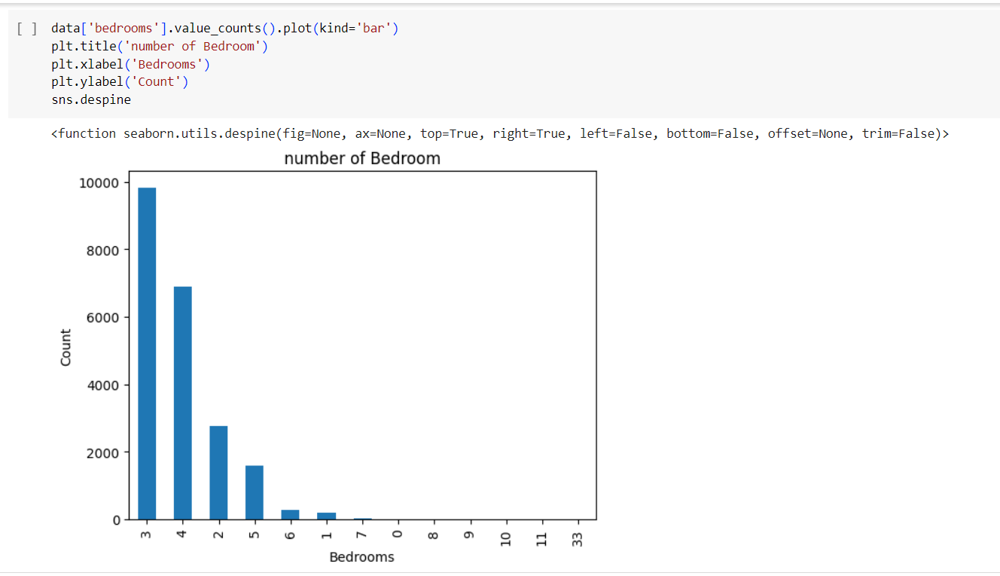 [ ] data['bedrooms'].value_counts().plot(kind='bar')
plt.title('number of Bedroom')
plt.xlabel('Bedrooms')
plt.ylabel('Count')
sns.despine
<function seaborn.utils.despine(fig=None, ax=None, top=True, right=True, left=False, bottom=False, offset=None, trim=False)>
number of Bedroom
10000
8000
6000
4000
2000
0
Count
3 4 2 5 6 1 7 0 8 9 10 11 33
Bedrooms